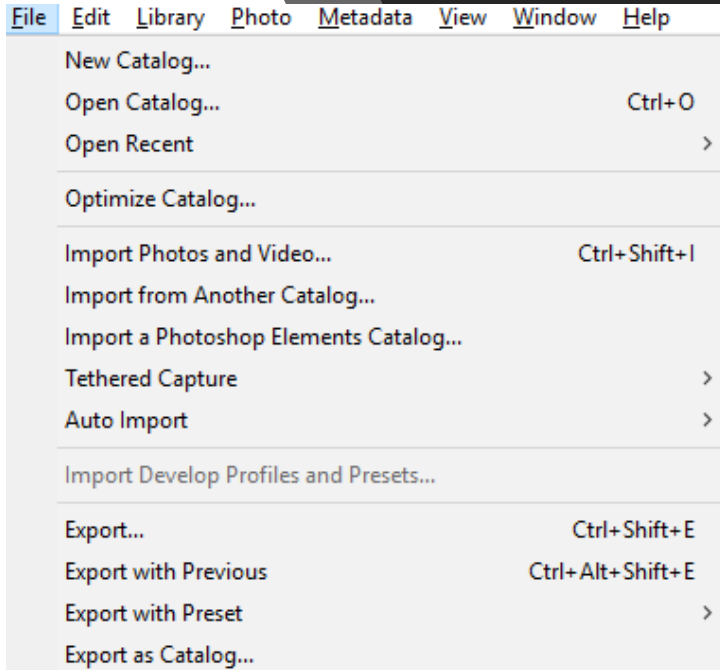 File Edit Library Photo Metadata View Window Help
New Catalog...
Open Catalog... Ctrl+O
Open Recent >
Optimize Catalog...
Import Photos and Video... Ctrl+Shift+I
Import from Another Catalog...
Import a Photoshop Elements Catalog...
Tethered Capture >
Auto Import >
Import Develop Profiles and Presets...
Export... Ctrl+Shift+E
Export with Previous Ctrl+Alt+Shift+E
Export with Preset >
Export as Catalog...